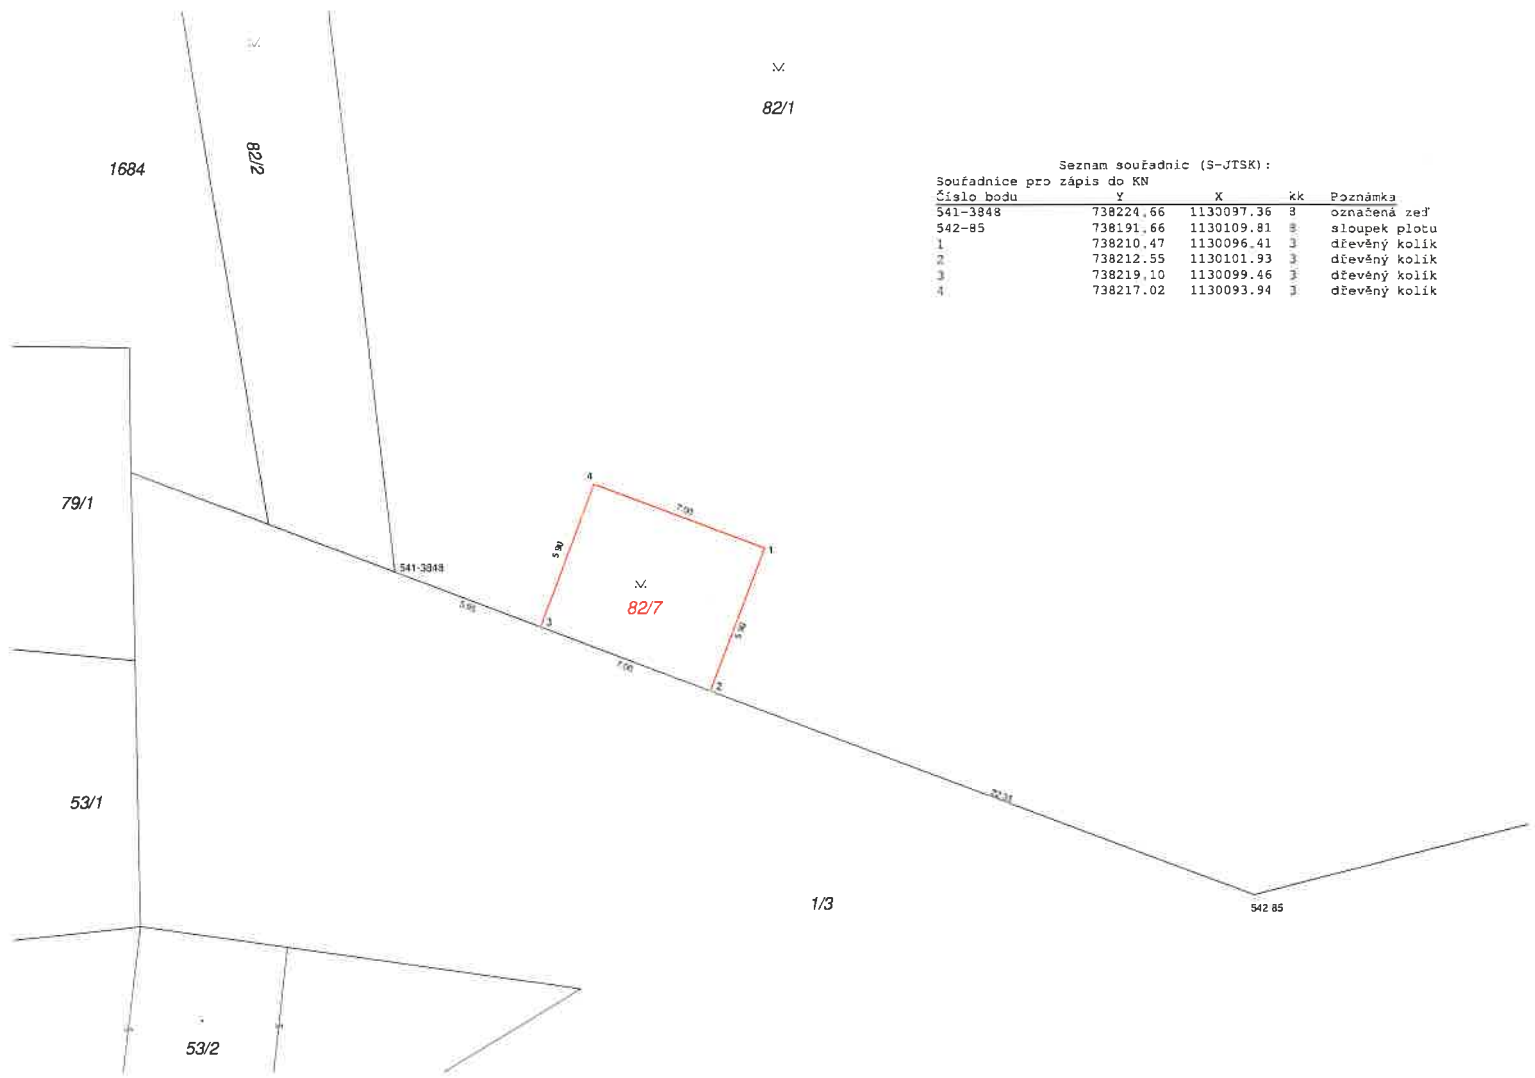 82/1
1684
82/2
Seznam souřadnic (S-JTSK):
Souřadnice pro zápis do KN
Číslo bodu Y X kk Poznámka
541-3848 738224.66 1130097.36 8 označená zeď
542-85 738191.66 1130109.81 8 sloupek plotu
1 738210.47 1130096.41 3 dřevěný kolík
2 738212.55 1130101.93 3 dřevěný kolík
3 738219.10 1130099.46 3 dřevěný kolík
4 738217.02 1130093.94 3 dřevěný kolík
79/1
4
7.00
1
5.90
541-3848
82/7
5.95
3
5.90
7.00
2
53/1
22.31
1/3
542 85
53/2